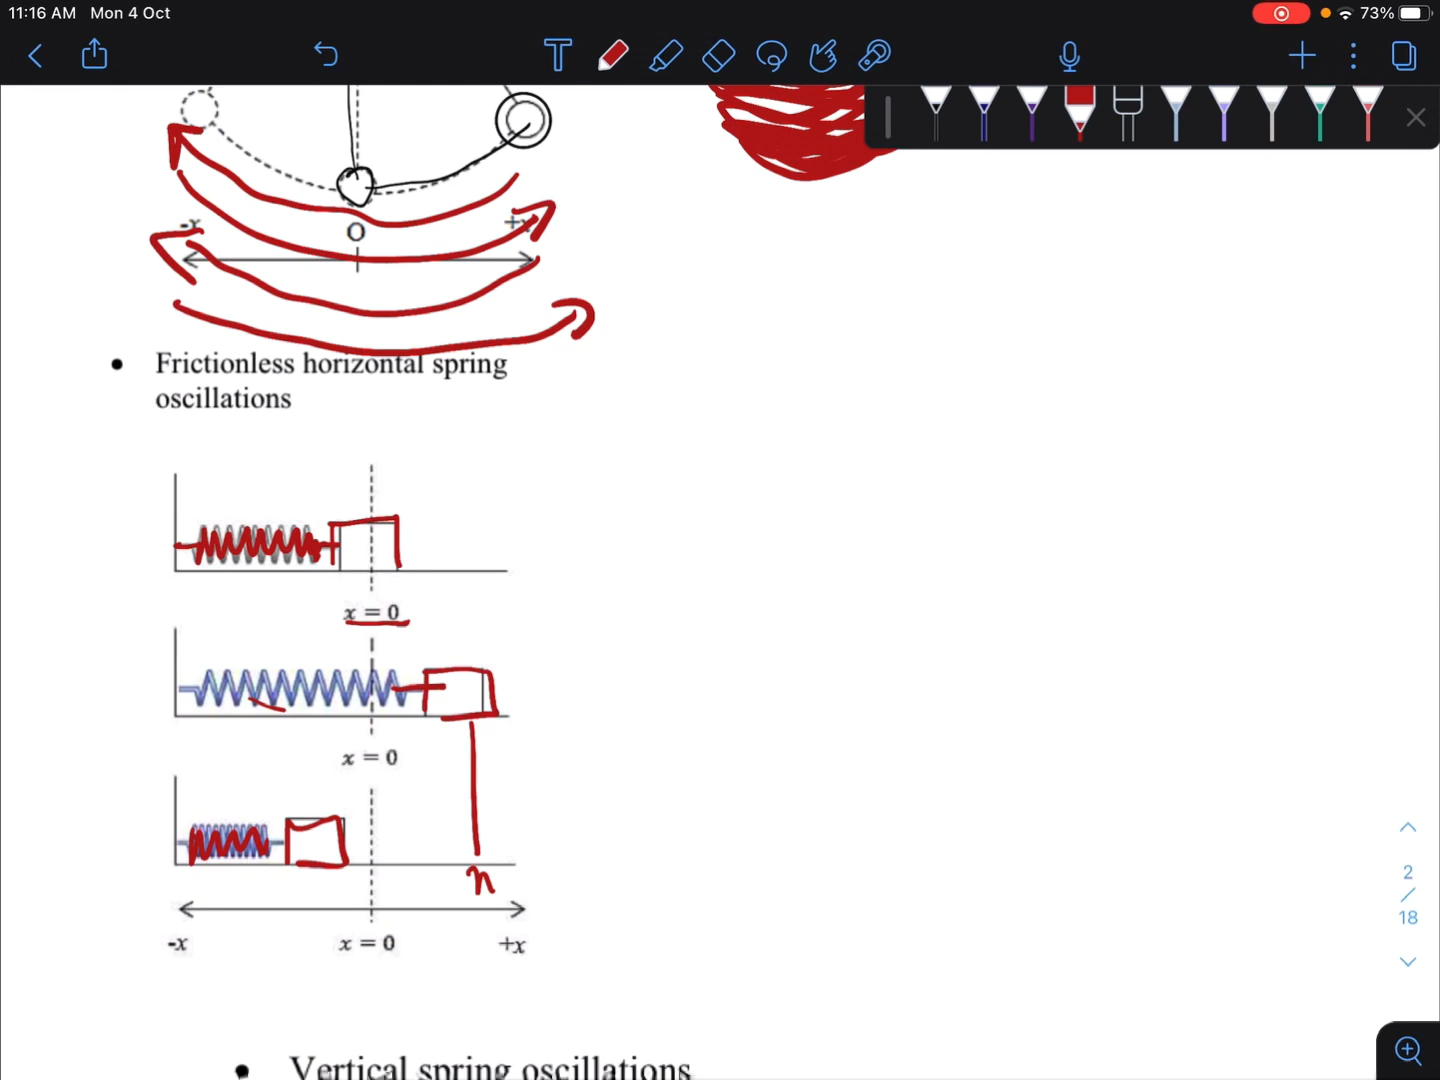 11:16 AM Mon 4 Oct
73%
T
-x
+x
O
• Frictionless horizontal spring
oscillations
x = 0
x = 0
n
-x
x = 0
+x
2
/
18
• Vertical spring oscillations